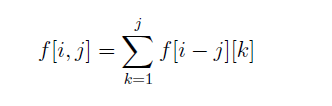 f[i, j] = \sum_{k=1}^{j} f[i − j][k]